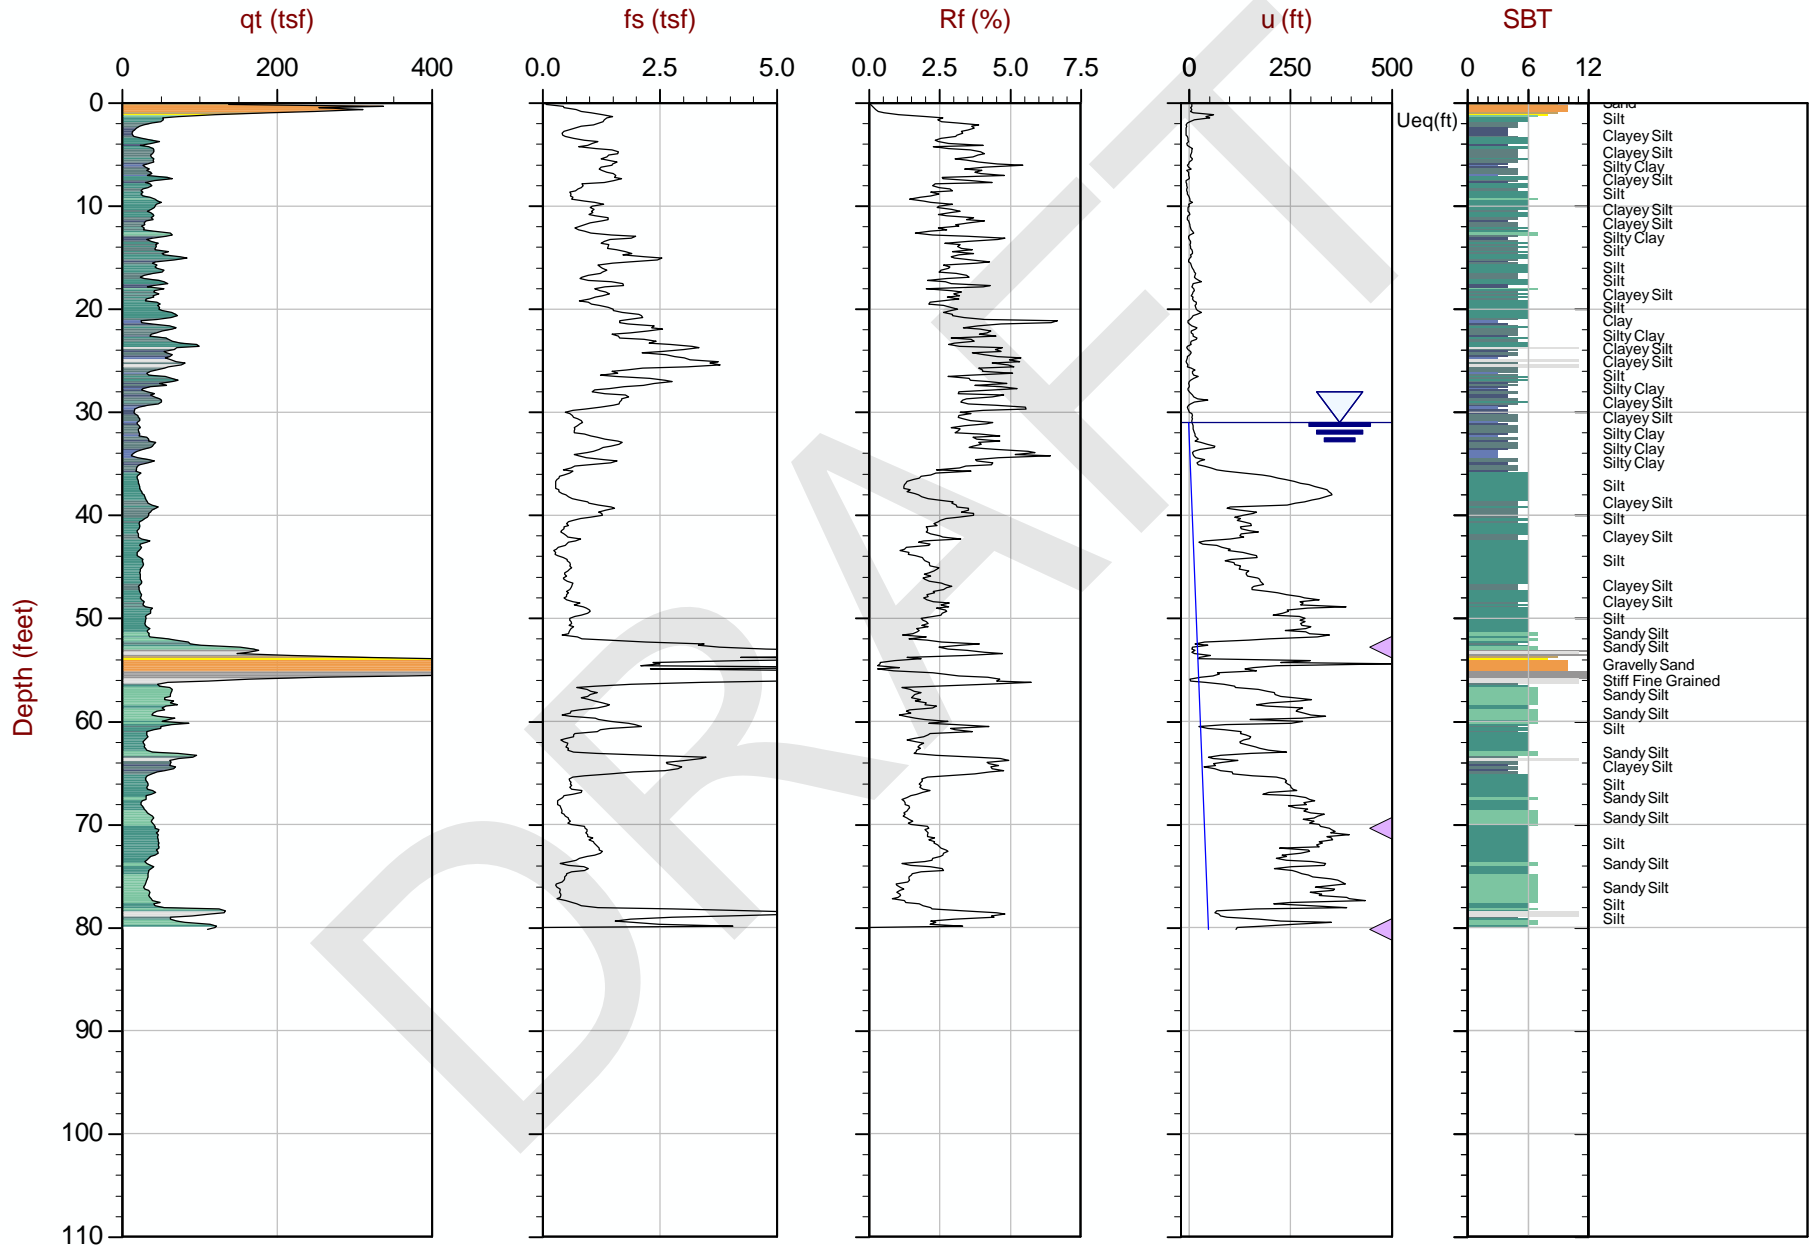 qt (tsf) fs (tsf) Rf (%) u (ft) SBT
0 200 400 0.0 2.5 5.0 0.0 2.5 5.0 7.5 0 250 500 0 6 12
0
10
20
30
40
50
60
70
80
90
100
110
Depth (feet)
Ueq(ft)
Sand
Silt
Clayey Silt
Clayey Silt
Silty Clay
Clayey Silt
Silt
Clayey Silt
Clayey Silt
Silty Clay
Silt
Silt
Silt
Clayey Silt
Silt
Clay
Silty Clay
Clayey Silt
Clayey Silt
Silt
Silty Clay
Clayey Silt
Clayey Silt
Silty Clay
Silty Clay
Silty Clay
Silt
Clayey Silt
Silt
Clayey Silt
Silt
Clayey Silt
Clayey Silt
Silt
Sandy Silt
Sandy Silt
Gravelly Sand
Stiff Fine Grained
Sandy Silt
Sandy Silt
Silt
Sandy Silt
Clayey Silt
Silt
Sandy Silt
Sandy Silt
Silt
Sandy Silt
Sandy Silt
Silt
Silt
DRAFT